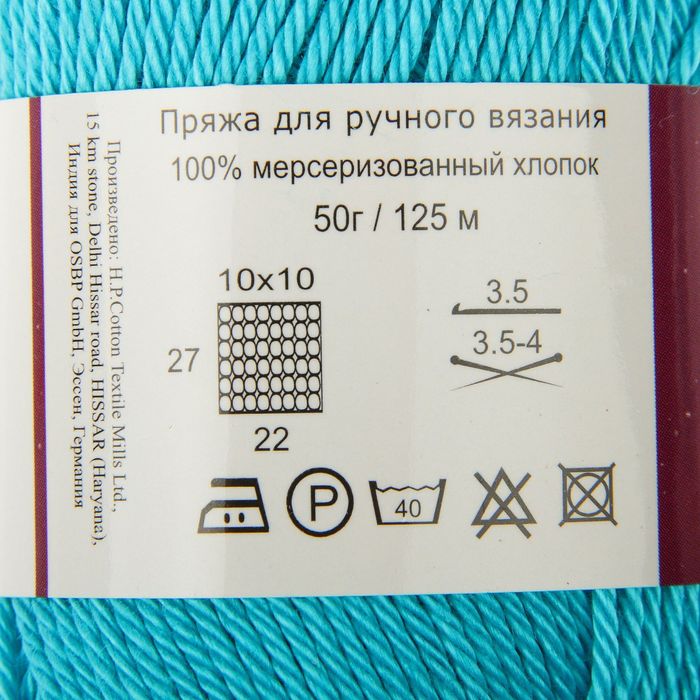 Пряжа для ручного вязания
100% мерсеризованный хлопок
50г / 125 м
10x10
27
22
3.5
3.5-4
P
40
Произведено: H.P.Cotton Textile Mills Ltd.,
15 km stone, Delhi Hissar road, HISSAR (Haryana),
Индия для OSBP GmbH, Эссен, Германия